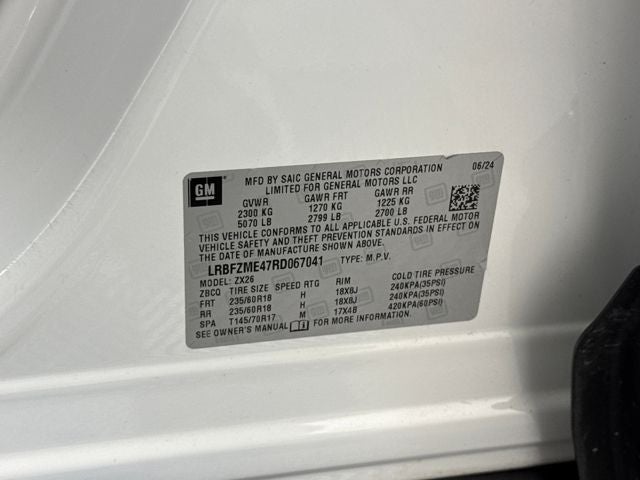 GM
MFD BY SAIC GENERAL MOTORS CORPORATION 06/24
LIMITED FOR GENERAL MOTORS LLC
GVWR GAWR FRT GAWR RR
2300 KG 1270 KG 1225 KG
5070 LB 2799 LB 2700 LB
THIS VEHICLE CONFORMS TO ALL APPLICABLE U.S. FEDERAL MOTOR
VEHICLE SAFETY AND THEFT PREVENTION STANDARDS IN EFFECT ON
THE DATE OF MANUFACTURE SHOWN ABOVE.
LRBFZME47RD067041 TYPE: M.P.V.
MODEL: ZX26
ZBCQ TIRE SIZE SPEED RTG RIM COLD TIRE PRESSURE
FRT 235/60R18 H 18X8J 240KPA(35PSI)
RR 235/60R18 H 18X8J 240KPA(35PSI)
SPA T145/70R17 M 17X4B 420KPA(60PSI)
SEE OWNER'S MANUAL FOR MORE INFORMATION.